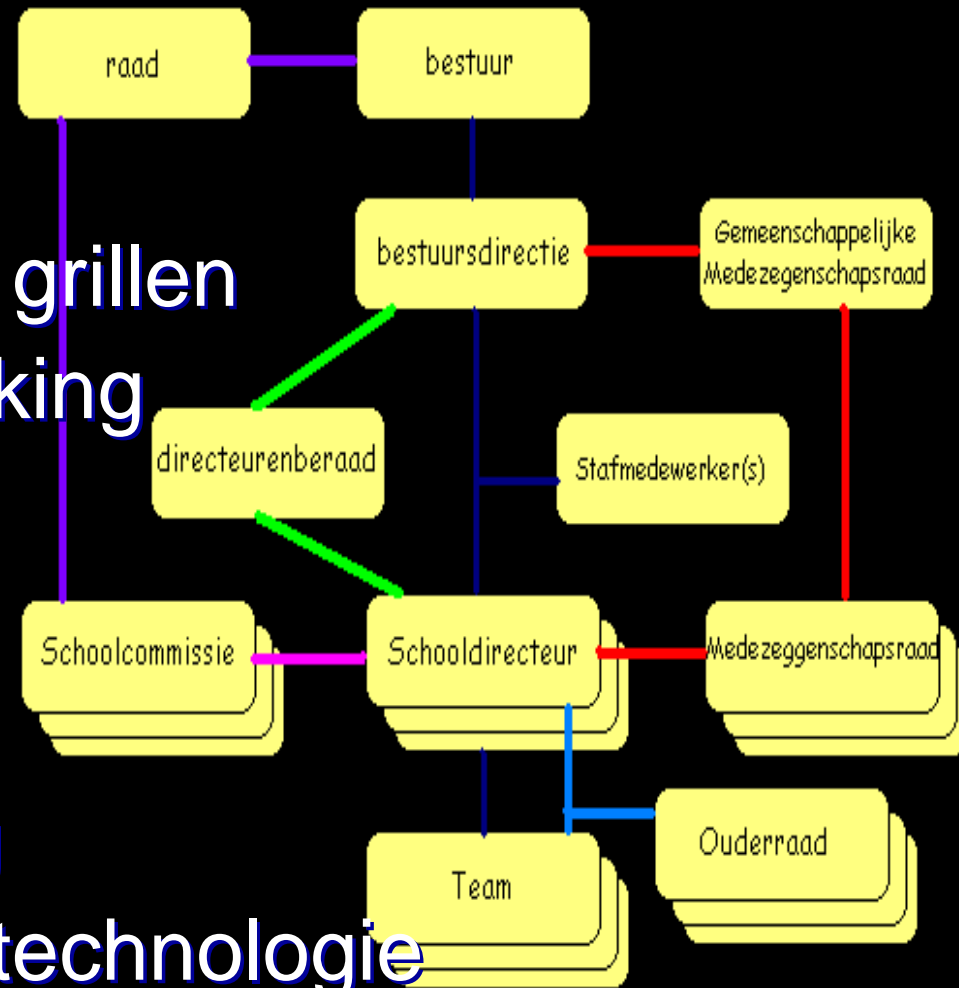 raad
bestuur
bestuursdirectie
Gemeenschappelijke
Medezegenschapsraad
grillen
king
directeurenberaad
Stafmedewerker(s)
Schoolcommissie
Schooldirecteur
Medezeggenschapsraad
Ouderraad
Team
technologie